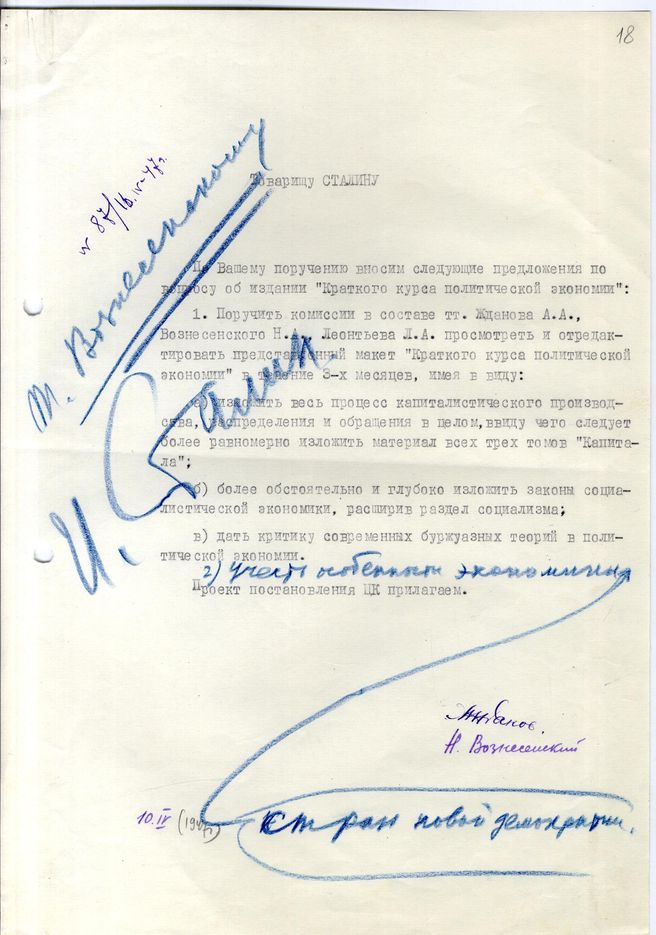 18
№ 87/16.IV-47г.
Т. Вознесенскому
Товарищу СТАЛИНУ
По Вашему поручению вносим следующие предложения по
вопросу об издании "Краткого курса политической экономии":
1. Поручить комиссии в составе тт. Жданова А.А.,
Вознесенского Н.А., Леонтьева Л.А. просмотреть и отредак-
тировать представленный макет "Краткого курса политической
экономии" в течение 3-х месяцев, имея в виду:
а) изложить весь процесс капиталистического производ-
ства, распределения и обращения в целом, ввиду чего следует
более равномерно изложить материал всех трех томов "Капита-
ла";
б) более обстоятельно и глубоко изложить законы социа-
листической экономики, расширив раздел социализма;
в) дать критику современных буржуазных теорий в поли-
тической экономии.
г) учесть особенности экономики
Проект постановления ЦК прилагаем.
И. Сталин.
Жданов.
Н. Вознесенский
10.IV (1947)
стран новой демократии.